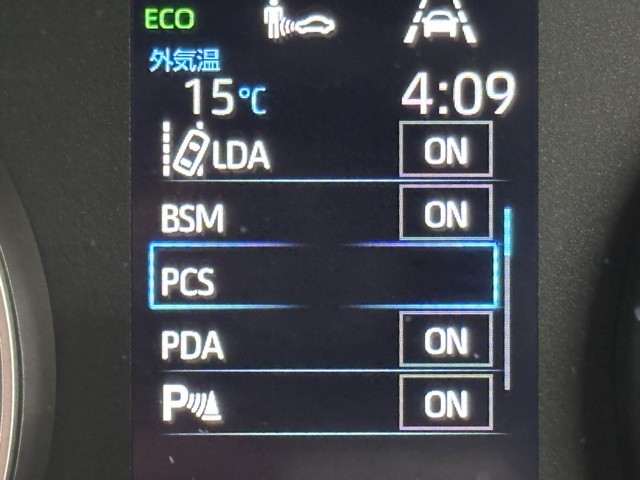 ECO
外気温
15℃ 4:09
LDA ON
BSM ON
PCS
PDA ON
P ON